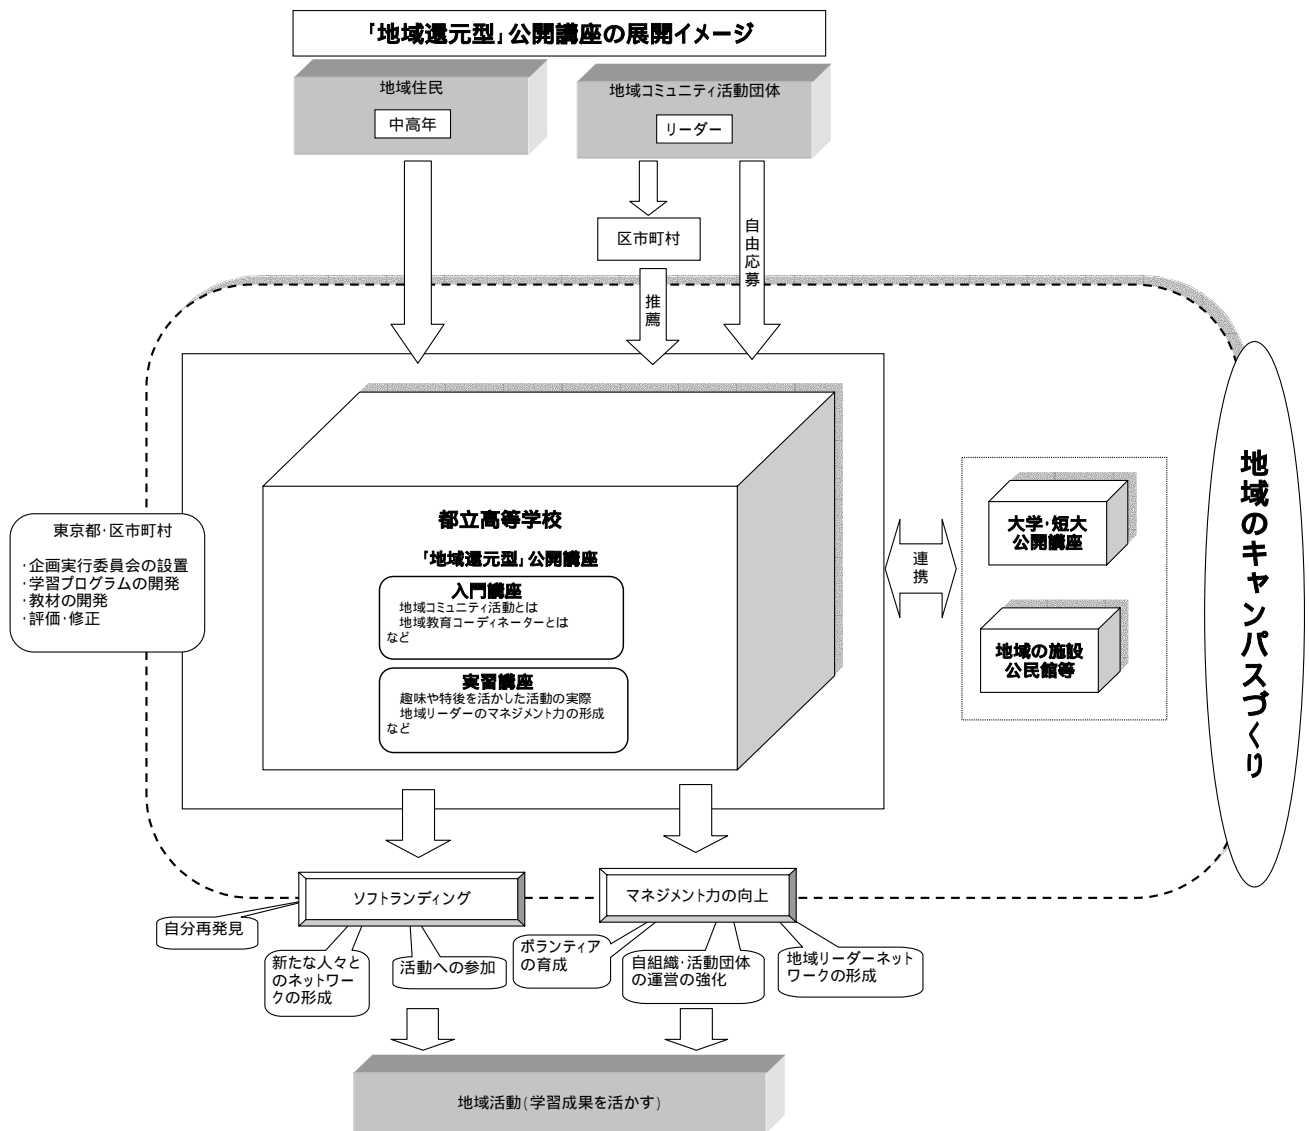 「地域還元型」公開講座の展開イメージ
地域住民
中高年
地域コミュニティ活動団体
リーダー
区市町村
自由応募
推薦
都立高等学校
「地域還元型」公開講座
入門講座
地域コミュニティ活動とは
地域教育コーディネーターとは
など
実習講座
趣味や特後を活かした活動の実際
地域リーダーのマネジメント力の形成
など
東京都・区市町村
・企画実行委員会の設置
・学習プログラムの開発
・教材の開発
・評価・修正
連携
大学・短大
公開講座
地域の施設
公民館等
地域のキャンパスづくり
ソフトランディング
マネジメント力の向上
自分再発見
新たな人々と
のネットワー
クの形成
活動への参加
ボランティア
の育成
自組織・活動団体
の運営の強化
地域リーダーネット
ワークの形成
地域活動(学習成果を活かす)